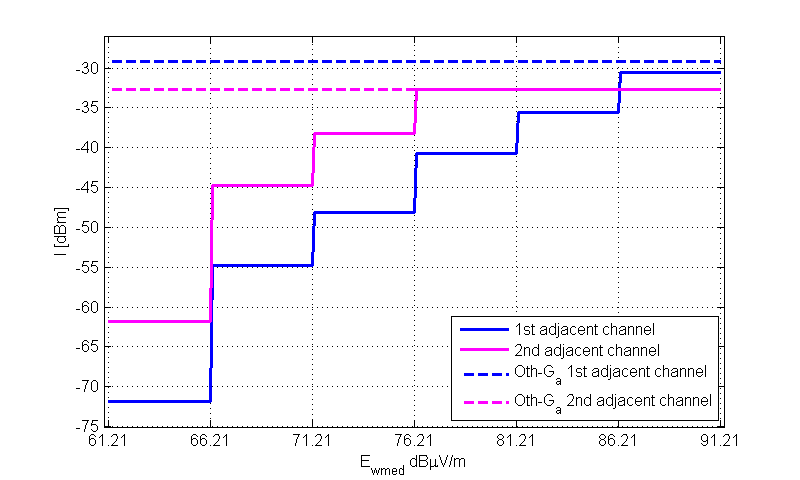 -30
-35
-40
-45
-50
-55
-60
-65
-70
-75
I [dBm]
61.21 66.21 71.21 76.21 81.21 86.21 91.21
E_wmed dBµV/m
1st adjacent channel
2nd adjacent channel
Oth-G_a 1st adjacent channel
Oth-G_a 2nd adjacent channel